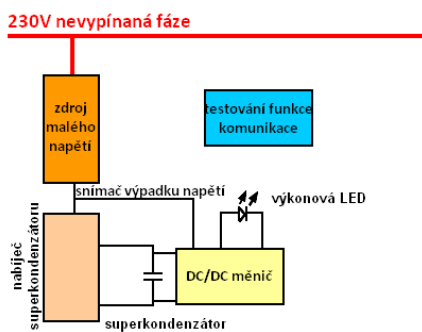 230V nevypínaná fáze
zdroj
malého
napětí
testování funkce
komunikace
snímač výpadku napětí
výkonová LED
nabíječ
superkondenzátoru
DC/DC měnič
superkondenzátor